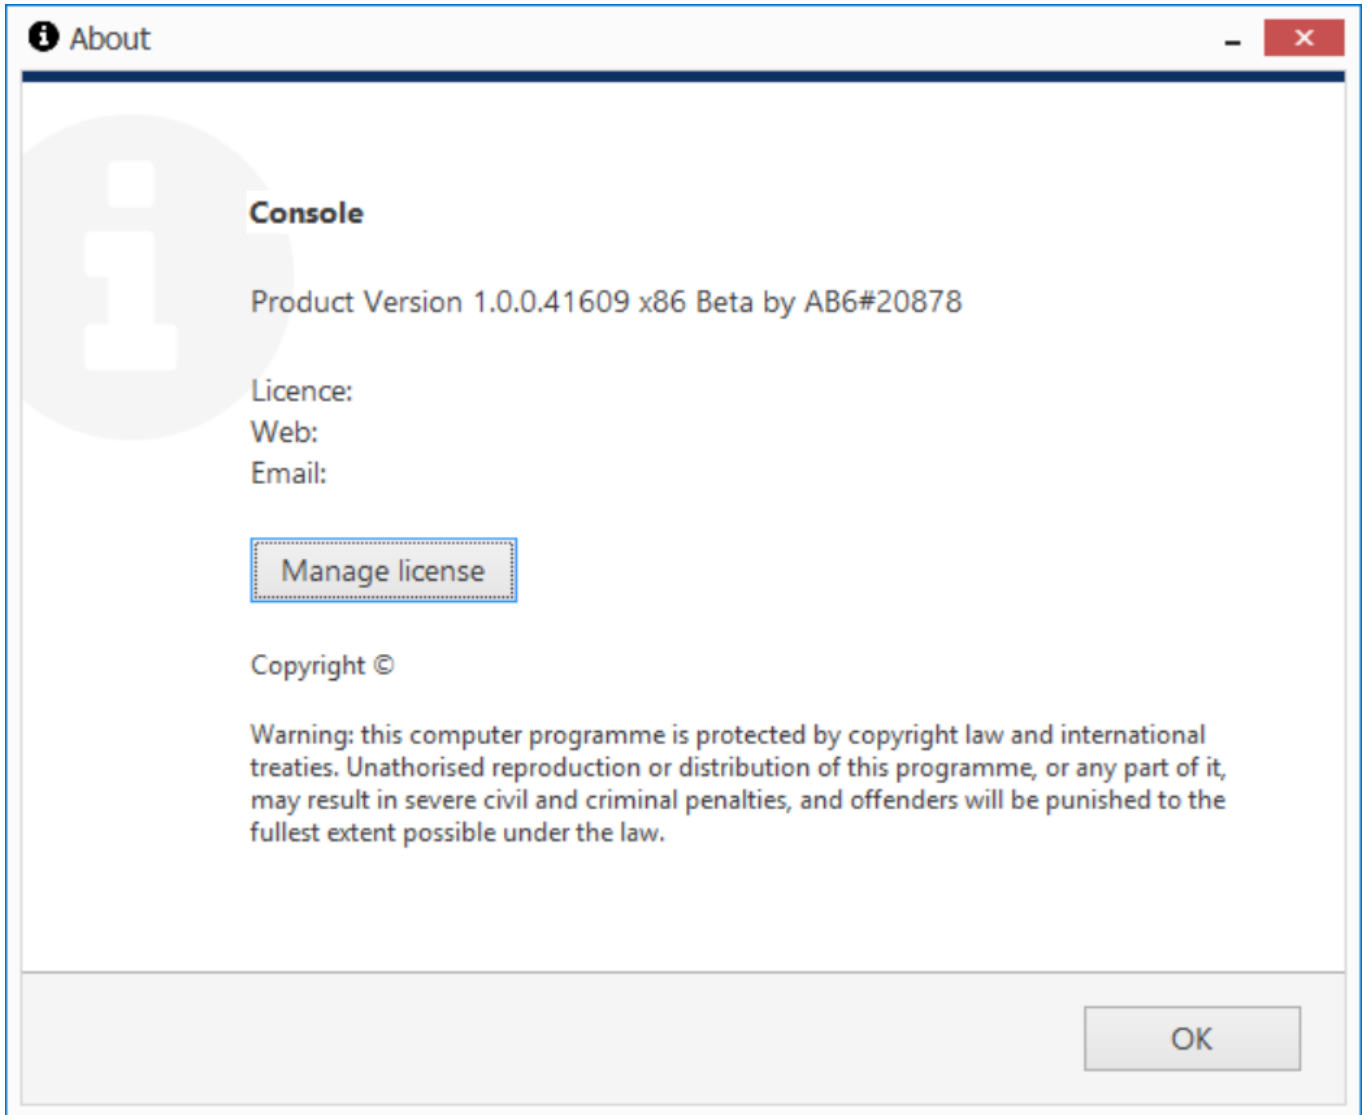 About
Console
Product Version 1.0.0.41609 x86 Beta by AB6#20878
Licence:
Web:
Email:
Manage license
Copyright ©
Warning: this computer programme is protected by copyright law and international
treaties. Unathorised reproduction or distribution of this programme, or any part of it,
may result in severe civil and criminal penalties, and offenders will be punished to the
fullest extent possible under the law.
OK